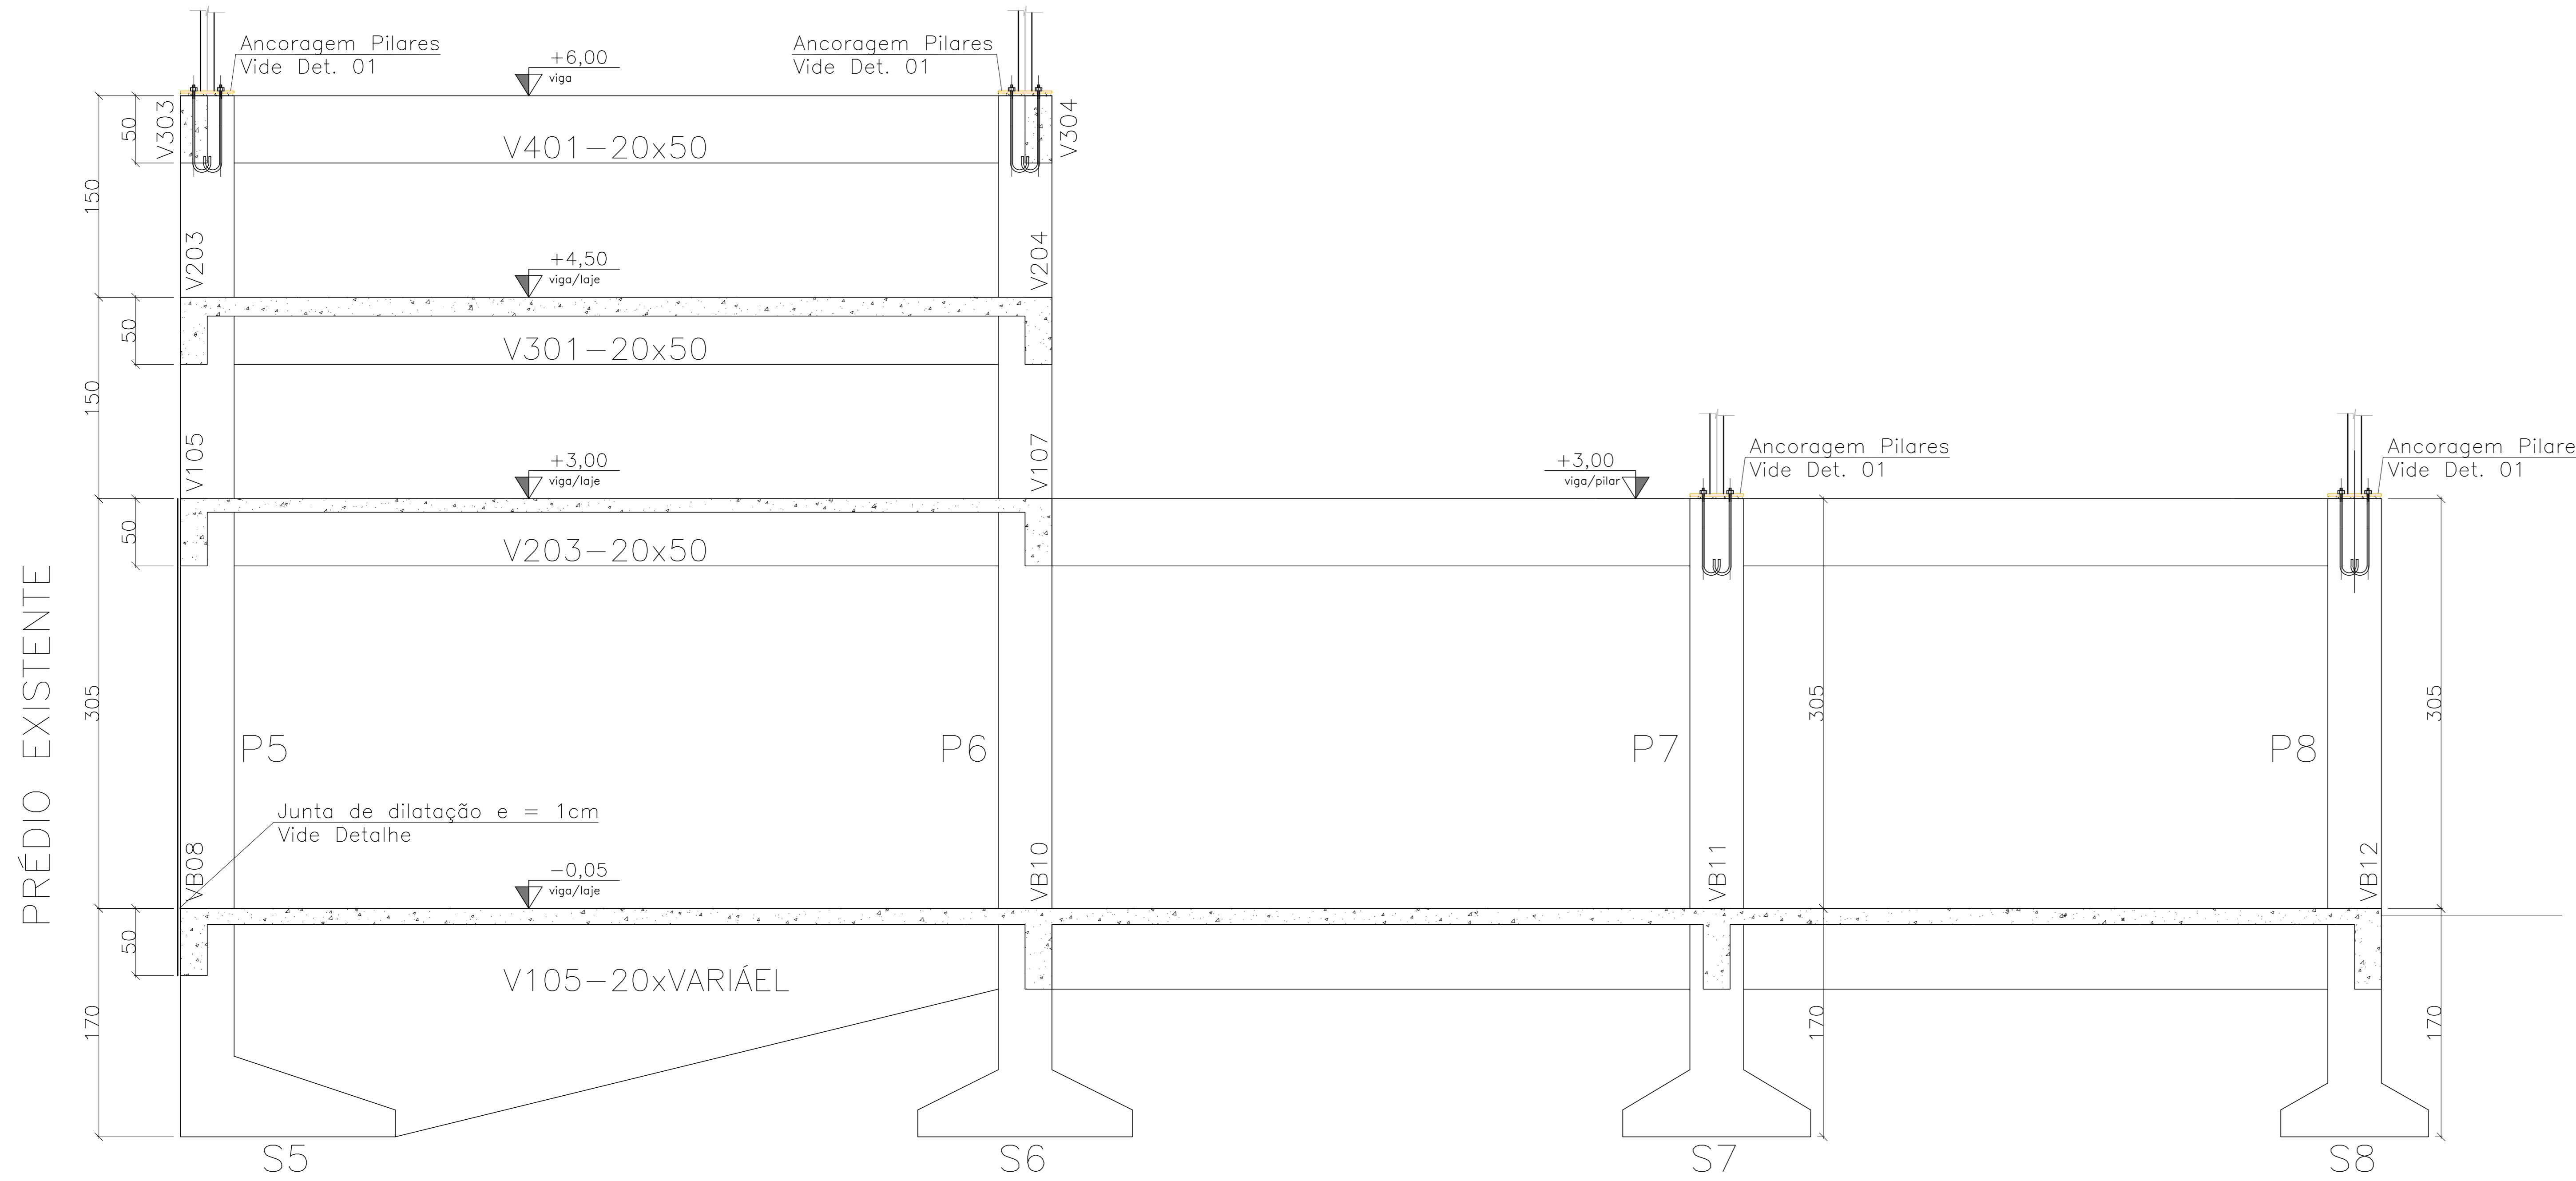 Ancoragem Pilares
Vide Det. 01
Ancoragem Pilares
Vide Det. 01
+6,00
viga
V303
50
V401-20x50
V304
150
V203
+4,50
viga/laje
V204
50
V301-20x50
150
V105
+3,00
viga/laje
V107
+3,00
viga/pilar
Ancoragem Pilares
Vide Det. 01
Ancoragem Pilare
Vide Det. 01
50
V203-20x50
PRÉDIO EXISTENTE
305
P5
P6
P7
305
P8
305
Junta de dilatação e = 1cm
Vide Detalhe
VB08
-0,05
viga/laje
VB10
VB11
VB12
50
V105-20xVARIÁEL
170
170
170
S5
S6
S7
S8